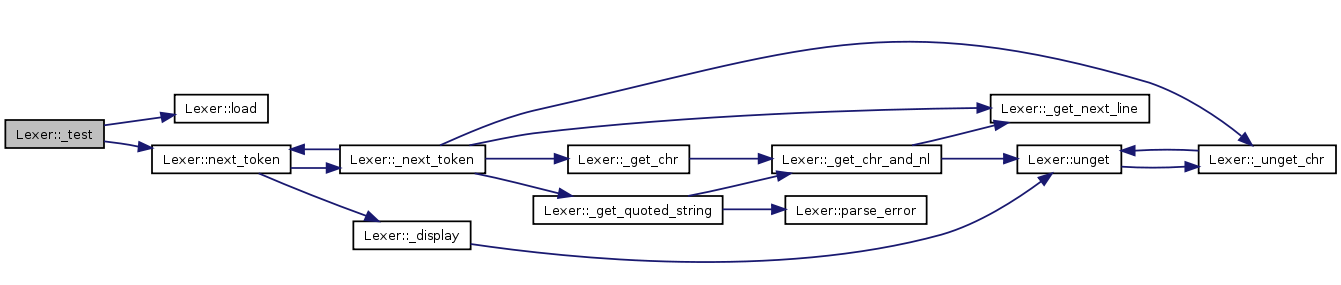 Lexer::_test
Lexer::load
Lexer::next_token
Lexer::_next_token
Lexer::_display
Lexer::_get_chr
Lexer::_get_quoted_string
Lexer::_get_chr_and_nl
Lexer::parse_error
Lexer::_get_next_line
Lexer::unget
Lexer::_unget_chr